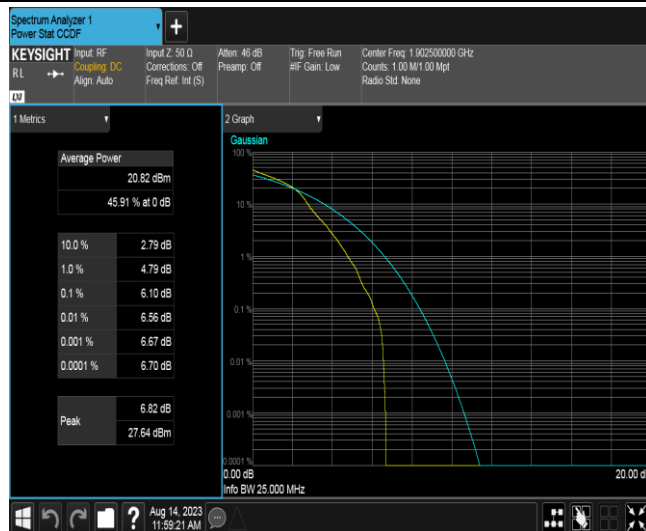 Spectrum Analyzer 1
Power Stat CCDF
+
KEYSIGHT
RL
Input: RF
Coupling: DC
Align: Auto
Input Z: 50 Ω
Corrections: Off
Freq Ref: Int (S)
Atten: 46 dB
Preamp: Off
Trig: Free Run
#IF Gain: Low
Center Freq: 1.902500000 GHz
Counts: 1.00 M/1.00 Mpt
Radio Std: None
1 Metrics
Average Power
20.82 dBm
45.91 % at 0 dB
10.0 % 2.79 dB
1.0 % 4.79 dB
0.1 % 6.10 dB
0.01 % 6.56 dB
0.001 % 6.67 dB
0.0001 % 6.70 dB
Peak
6.82 dB
27.64 dBm
2 Graph
Gaussian
100 %
10 %
1 %
0.1 %
0.01 %
0.001 %
0.0001 %
0.00 dB
20.00 d
Info BW 25.000 MHz
?
Aug 14, 2023
11:59:21 AM